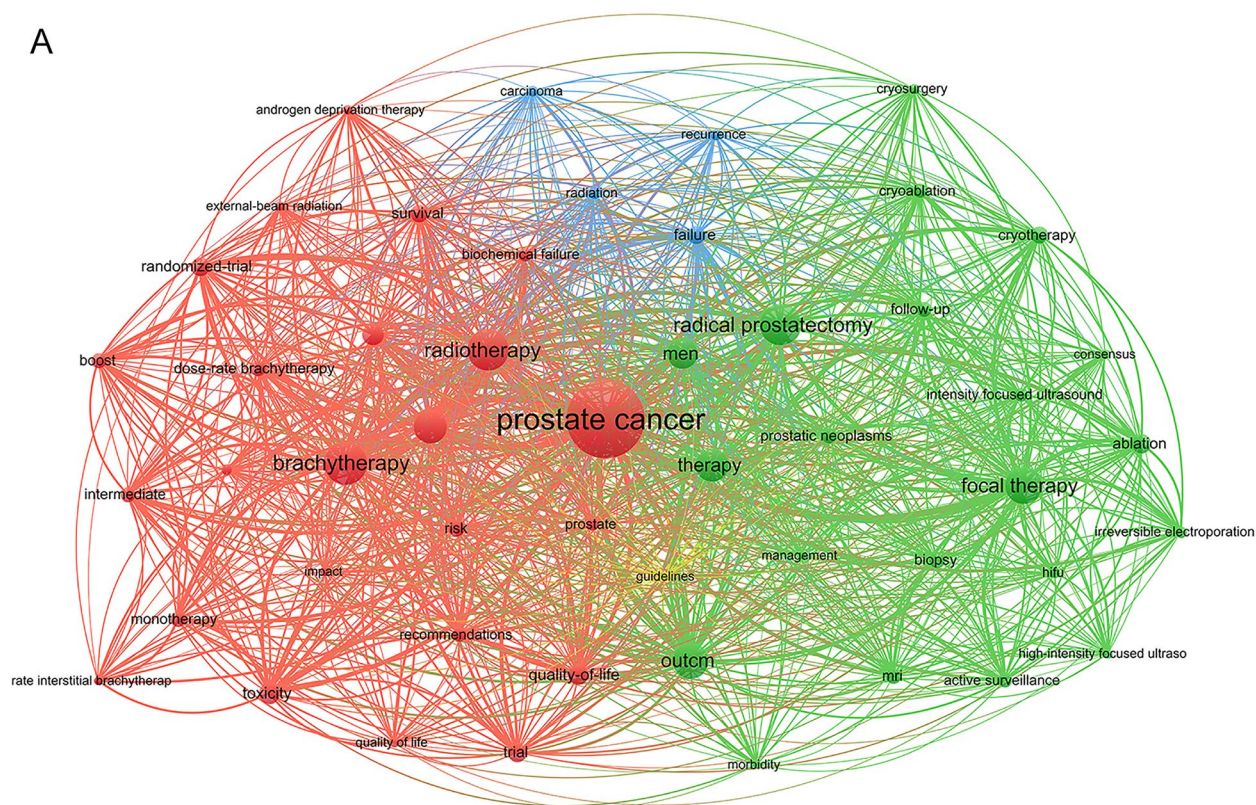 A
carcinoma
cryosurgery
androgen deprivation therapy
recurrence
radiation
cryoablation
external-beam radiation
survival
failure
cryotherapy
biochemical failure
randomized-trial
follow-up
radical prostatectomy
radiotherapy
men
consensus
boost
dose-rate brachytherapy
intensity focused ultrasound
prostate cancer
prostatic neoplasms
ablation
brachytherapy
therapy
focal therapy
intermediate
risk
prostate
irreversible electroporation
management
biopsy
impact
guidelines
hifu
monotherapy
recommendations
high-intensity focused ultraso
outcm
quality-of-life
mri
active surveillance
rate interstitial brachytherap
toxicity
quality of life
trial
morbidity